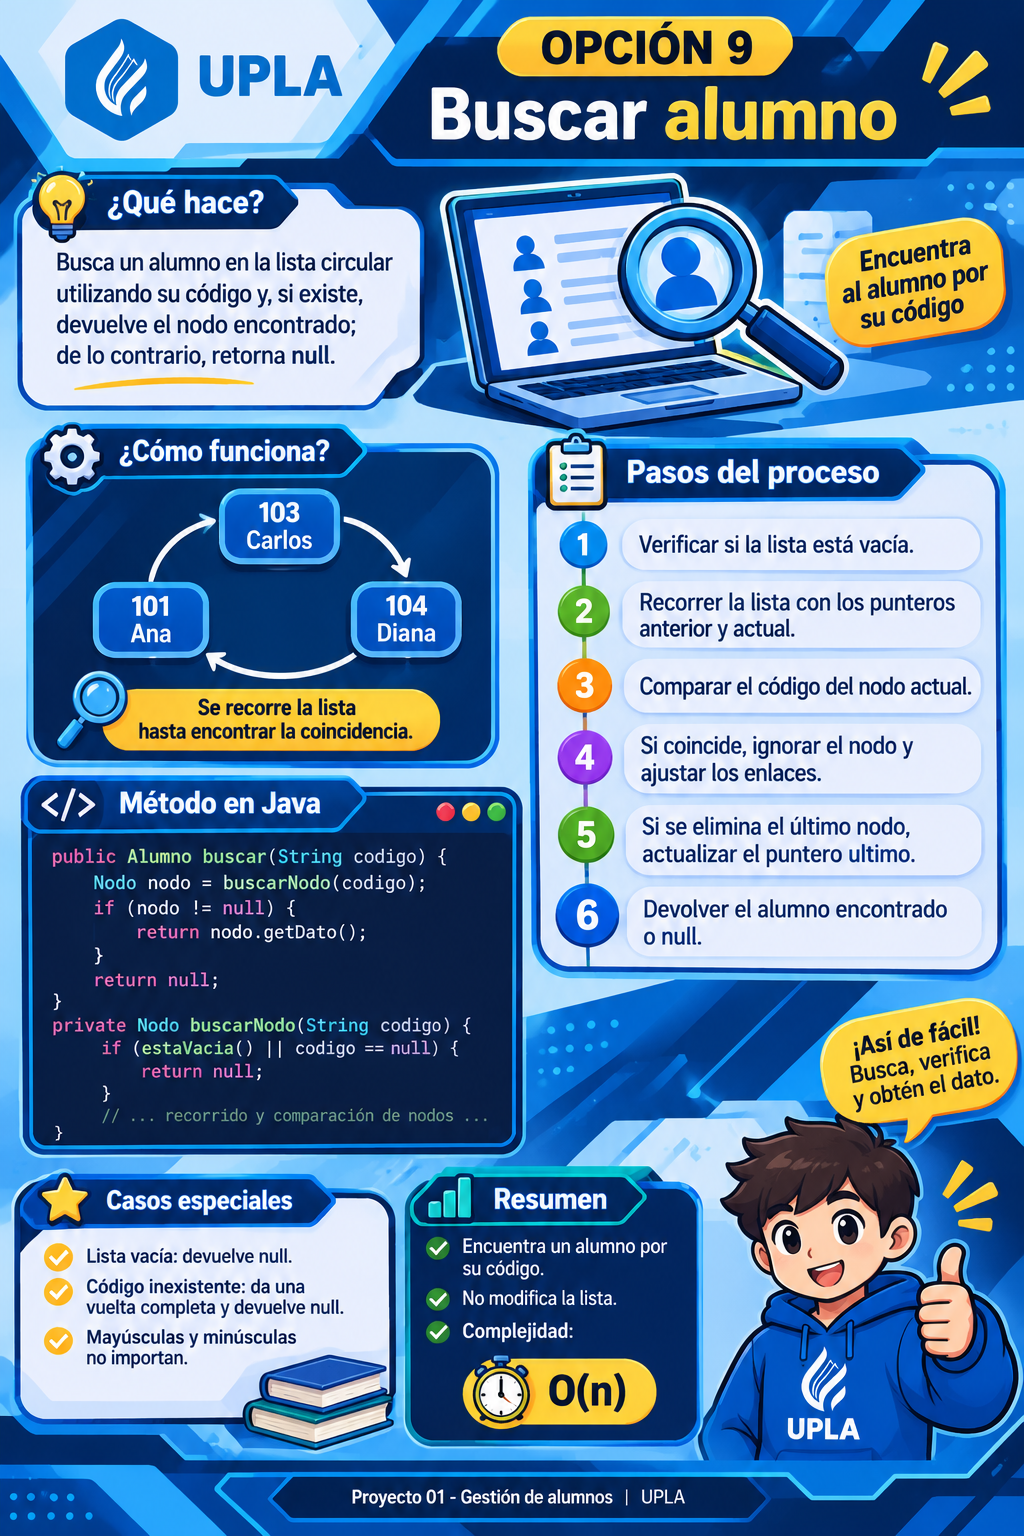 UPLA
OPCIÓN 9
Buscar alumno
¿Qué hace?
Busca un alumno en la lista circular
utilizando su código y, si existe,
devuelve el nodo encontrado;
de lo contrario, retorna null.
Encuentra
al alumno por
su código
¿Cómo funciona?
103
Carlos
101
Ana
104
Diana
Se recorre la lista
hasta encontrar la coincidencia.
Pasos del proceso
1 Verificar si la lista está vacía.
2 Recorrer la lista con los punteros
anterior y actual.
3 Comparar el código del nodo actual.
4 Si coincide, ignorar el nodo y
ajustar los enlaces.
5 Si se elimina el último nodo,
actualizar el puntero ultimo.
6 Devolver el alumno encontrado
o null.
</> Método en Java
public Alumno buscar(String codigo) {
    Nodo nodo = buscarNodo(codigo);
    if (nodo != null) {
        return nodo.getDato();
    }
    return null;
}
private Nodo buscarNodo(String codigo) {
    if (estaVacia() || codigo == null) {
        return null;
    }
    // ... recorrido y comparación de nodos ...
}
¡Así de fácil!
Busca, verifica
y obtén el dato.
Casos especiales
Lista vacía: devuelve null.
Código inexistente: da una
vuelta completa y devuelve null.
Mayúsculas y minúsculas
no importan.
Resumen
Encuentra un alumno por
su código.
No modifica la lista.
Complejidad:
O(n)
UPLA
Proyecto 01 - Gestión de alumnos | UPLA